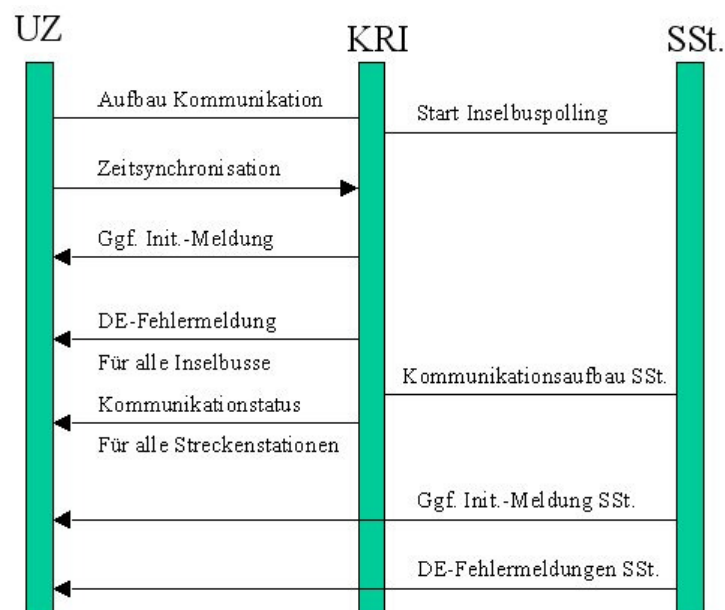 UZ
KRI
SSt.
Aufbau Kommunikation
Start Inselbuspolling
Zeitsynchronisation
Ggf. Init.-Meldung
DE-Fehlermeldung
Für alle Inselbusse
Kommunikationsaufbau SSt.
Kommunikationstatus
Für alle Streckenstationen
Ggf. Init.-Meldung SSt.
DE-Fehlermeldungen SSt.